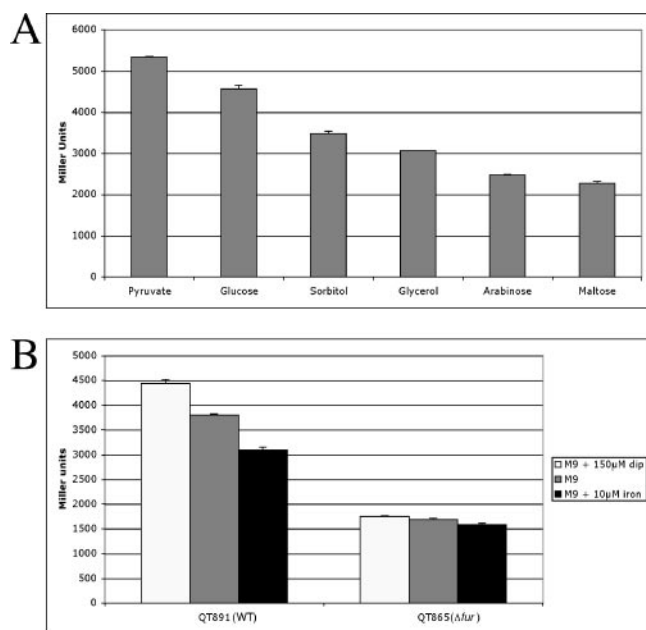 A
6000
5000
4000
3000
2000
1000
0
Miller Units
Pyruvate Glucose Sorbitol Glycerol Arabinose Maltose
B
5000
4500
4000
3500
3000
2500
2000
1500
1000
500
0
Miller units
QT891(WT) QT865(Δfur)
M9 + 150µM dip
M9
M9 + 10µM iron